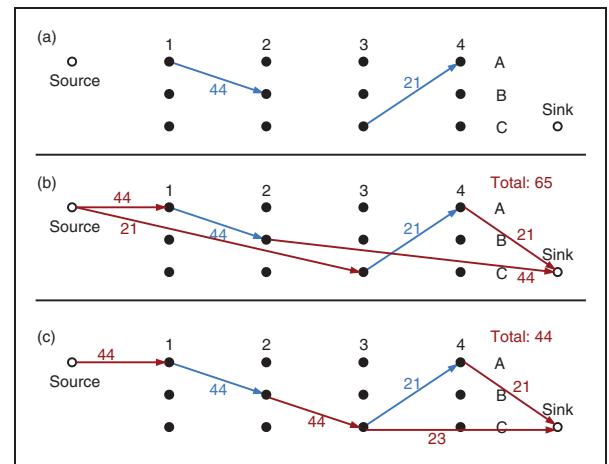 (a)
1 2 3 4
Source
44
21
A
B
C
Sink
(b)
Total: 65
1 2 3 4
44
Source
21
44
21
A
B
21
Sink
C
44
(c)
Total: 44
1 2 3 4
44
Source
44
44
21
A
21
B
Sink
C
23